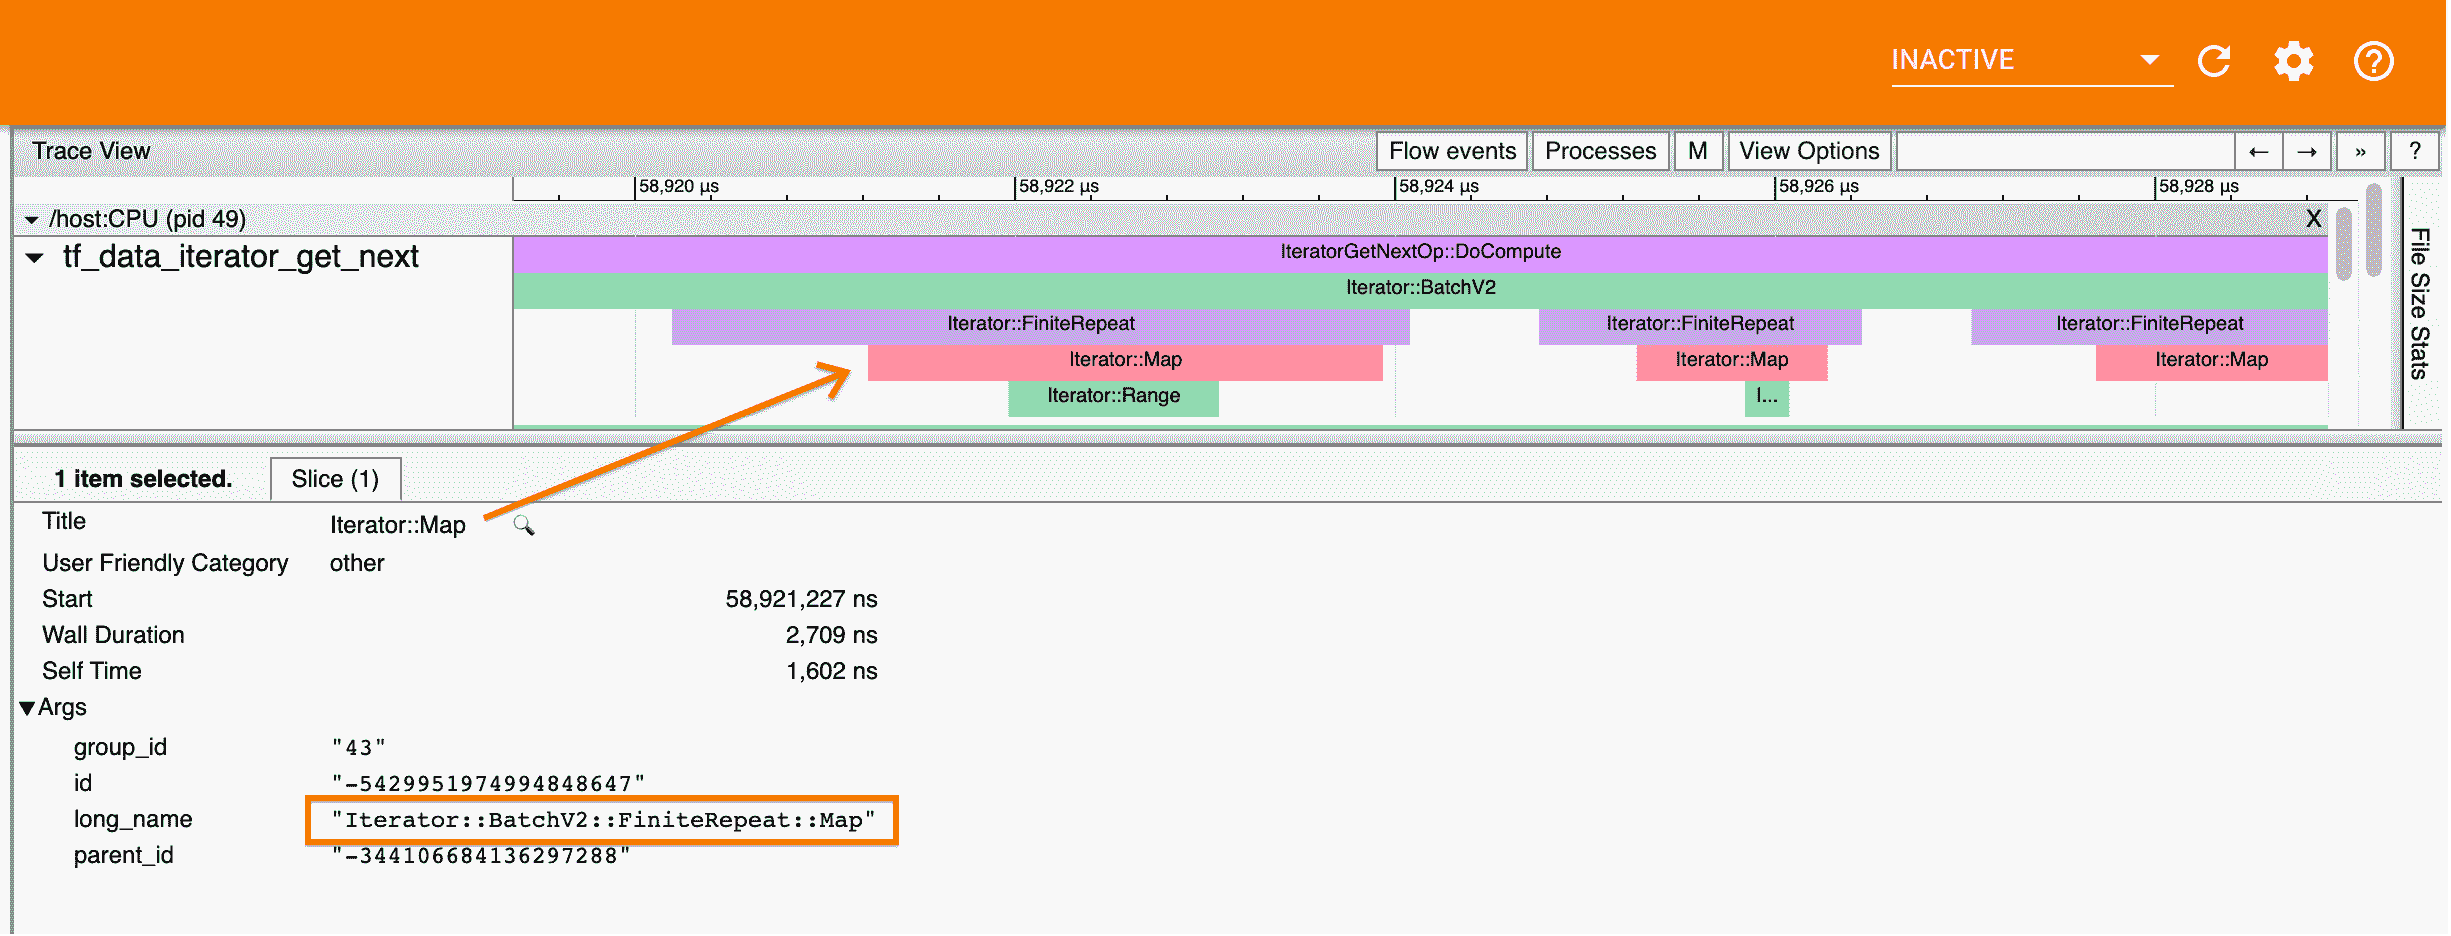 INACTIVE
Trace View Flow events Processes M View Options ← → » ?
58,920 µs 58,922 µs 58,924 µs 58,926 µs 58,928 µs
/host:CPU (pid 49) X
tf_data_iterator_get_next IteratorGetNextOp::DoCompute
Iterator::BatchV2
Iterator::FiniteRepeat Iterator::FiniteRepeat Iterator::FiniteRepeat
Iterator::Map Iterator::Map Iterator::Map
Iterator::Range I...
File Size Stats
1 item selected. Slice (1)
Title Iterator::Map
User Friendly Category other
Start 58,921,227 ns
Wall Duration 2,709 ns
Self Time 1,602 ns
Args
group_id "43"
id "-5429951974994848647"
long_name "Iterator::BatchV2::FiniteRepeat::Map"
parent_id "-3441066841362972​88"